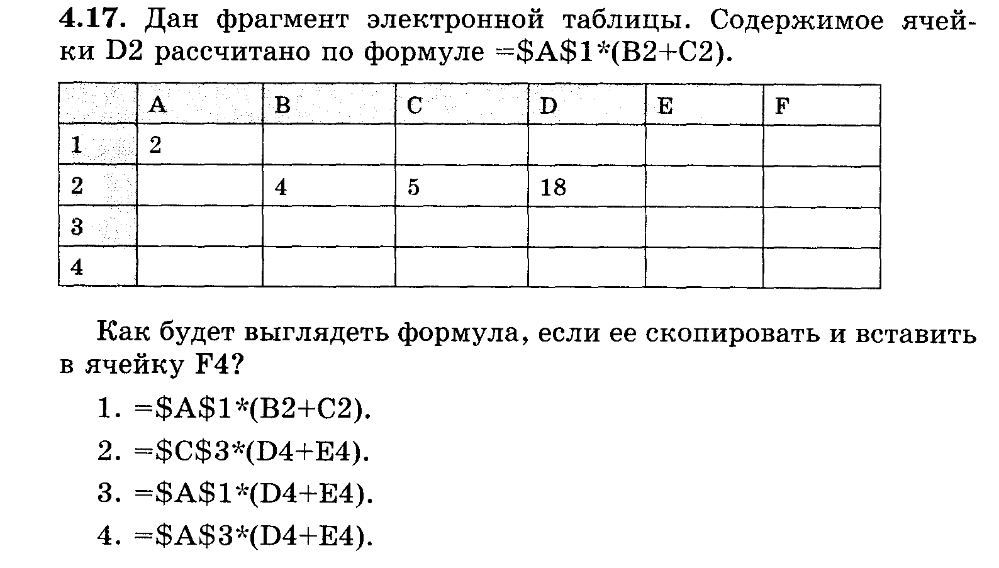 4.17. Дан фрагмент электронной таблицы. Содержимое ячей-
ки D2 рассчитано по формуле =$A$1*(B2+C2).
A B C D E F
1 2
2 4 5 18
3
4
Как будет выглядеть формула, если ее скопировать и вставить
в ячейку F4?
1. =$A$1*(B2+C2).
2. =$C$3*(D4+E4).
3. =$A$1*(D4+E4).
4. =$A$3*(D4+E4).